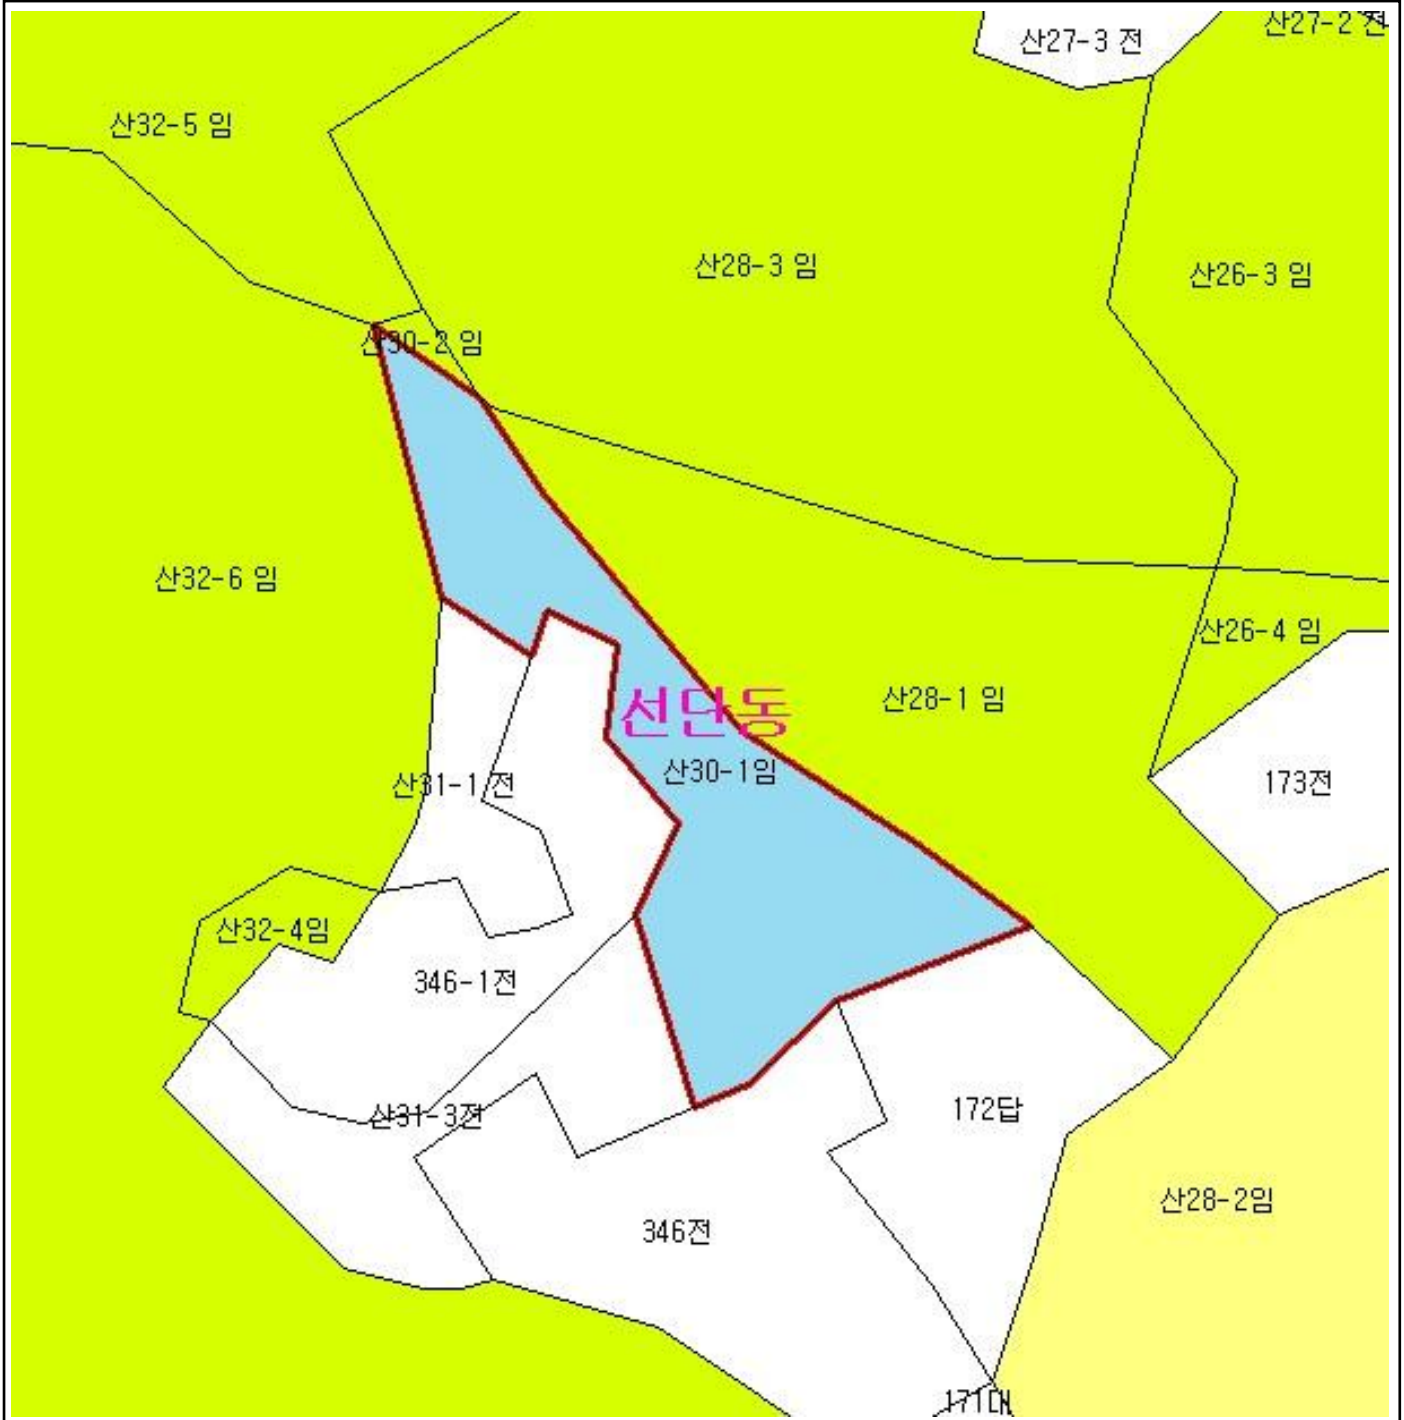 산27-2 전
산27-3 전
산32-5 임
산28-3 임
산26-3 임
산30-2 임
산32-6 임
산26-4 임
선단동
산28-1 임
산30-1임
산31-1 전
173전
산32-4임
346-1전
산31-3전
172답
산28-2임
346전
171대